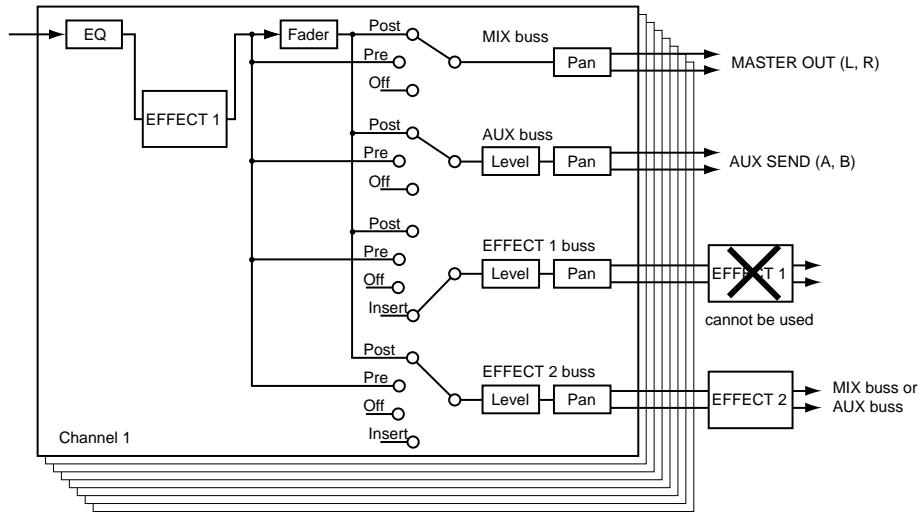 EQ
EFFECT 1
Fader
Post
Pre
Off
MIX buss
Pan
MASTER OUT (L, R)
Post
Pre
Off
AUX buss
Level
Pan
AUX SEND (A, B)
Post
Pre
Off
Insert
EFFECT 1 buss
Level
Pan
EFFECT 1
cannot be used
Post
Pre
Off
Insert
EFFECT 2 buss
Level
Pan
EFFECT 2
MIX buss or
AUX buss
Channel 1